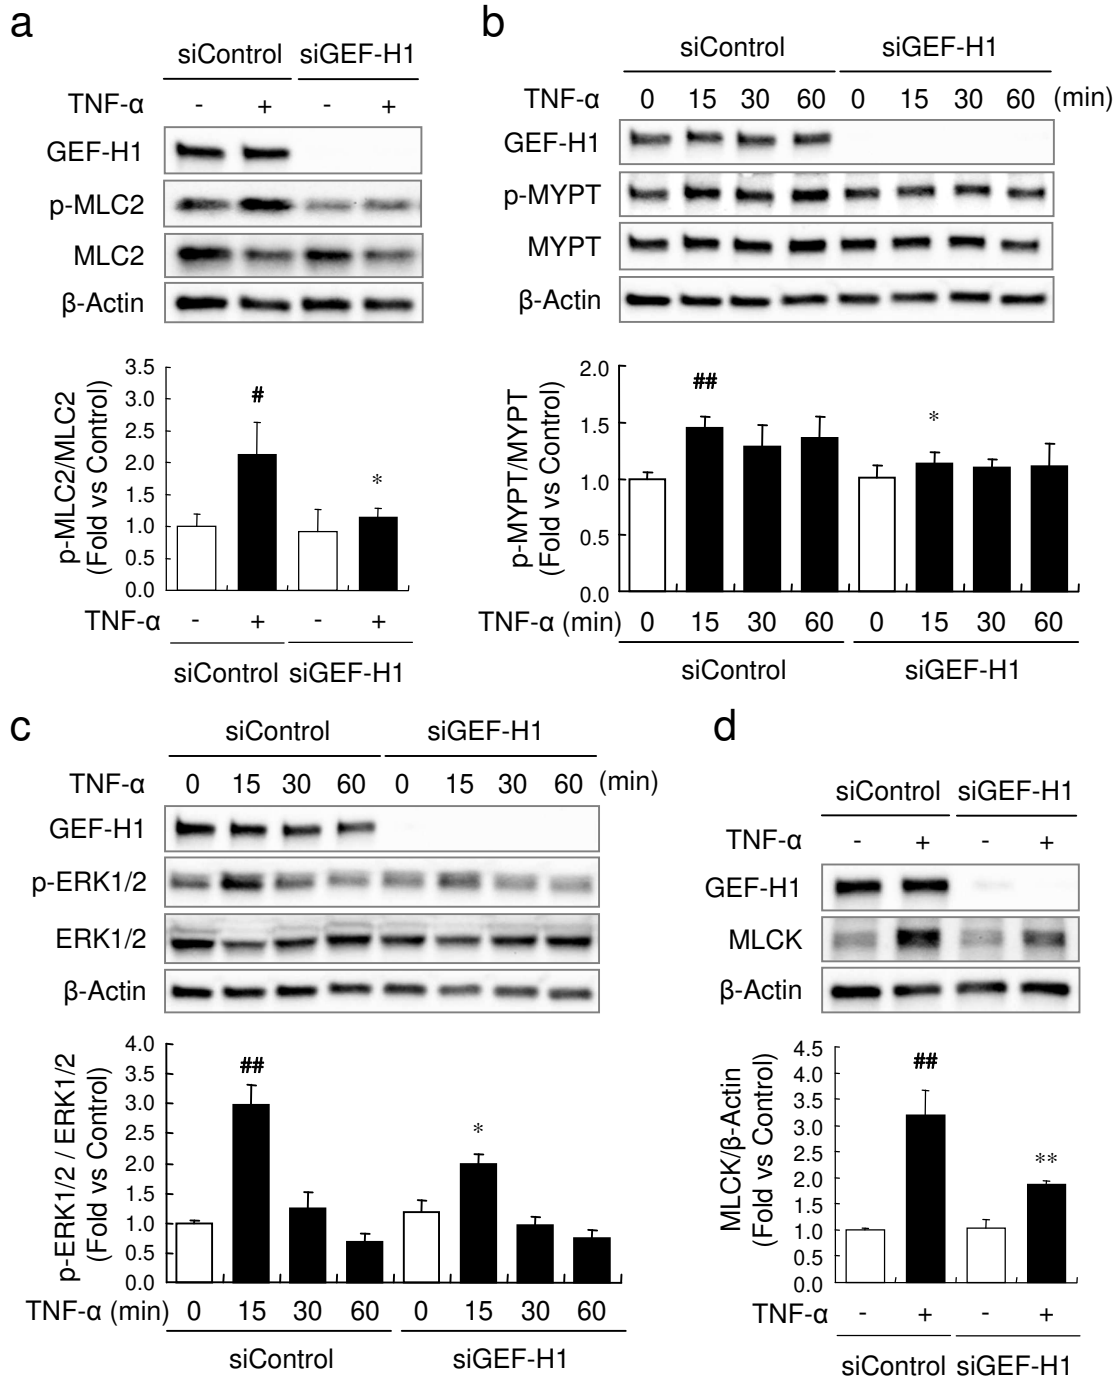 a
siControl siGEF-H1
TNF-α - + - +
GEF-H1
p-MLC2
MLC2
β-Actin
p-MLC2/MLC2
(Fold vs Control)
3.5
3.0
2.5
2.0
1.5
1.0
0.5
0.0
#
*
TNF-α - + - +
siControl siGEF-H1
b
siControl siGEF-H1
TNF-α 0 15 30 60 0 15 30 60 (min)
GEF-H1
p-MYPT
MYPT
β-Actin
p-MYPT/MYPT
(Fold vs Control)
2.0
1.5
1.0
0.5
0.0
##
*
TNF-α (min) 0 15 30 60 0 15 30 60
siControl siGEF-H1
c
siControl siGEF-H1
TNF-α 0 15 30 60 0 15 30 60 (min)
GEF-H1
p-ERK1/2
ERK1/2
β-Actin
p-ERK1/2 / ERK1/2
(Fold vs Control)
4.0
3.5
3.0
2.5
2.0
1.5
1.0
0.5
0.0
##
*
TNF-α (min) 0 15 30 60 0 15 30 60
siControl siGEF-H1
d
siControl siGEF-H1
TNF-α - + - +
GEF-H1
MLCK
β-Actin
MLCK/β-Actin
(Fold vs Control)
4.5
4.0
3.5
3.0
2.5
2.0
1.5
1.0
0.5
0.0
##
**
TNF-α - + - +
siControl siGEF-H1